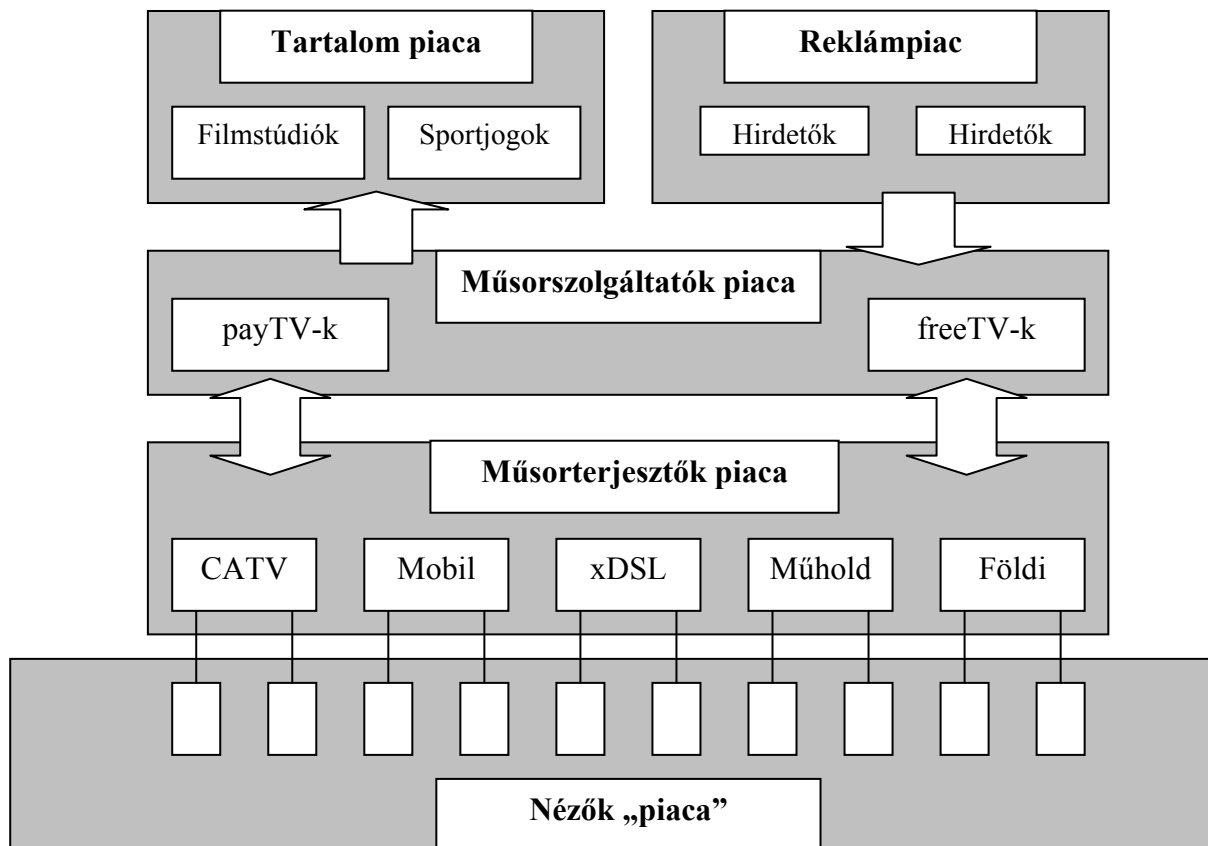 Tartalom piaca
Reklámpiac
Filmstúdiók
Sportjogok
Hirdetők
Hirdetők
Műsorszolgáltatók piaca
payTV-k
freeTV-k
Műsorterjesztők piaca
CATV
Mobil
xDSL
Műhold
Földi
Nézők „piaca”